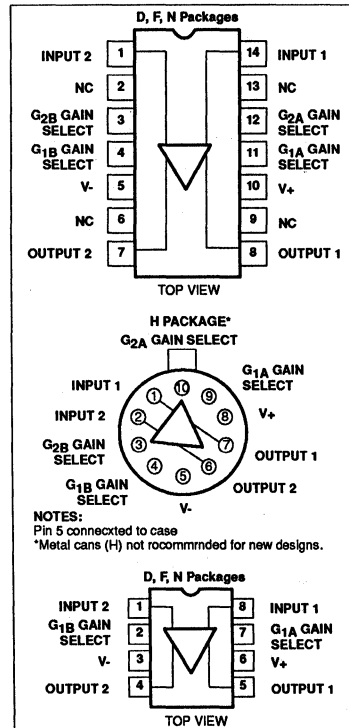 D, F, N Packages
INPUT 2 1 14 INPUT 1
NC 2 13 NC
G2B GAIN SELECT 3 12 G2A GAIN SELECT
G1B GAIN SELECT 4 11 G1A GAIN SELECT
V- 5 10 V+
NC 6 9 NC
OUTPUT 2 7 8 OUTPUT 1
TOP VIEW
H PACKAGE*
G2A GAIN SELECT
INPUT 1 1 10 9 G1A GAIN SELECT
INPUT 2 2 8 V+
G2B GAIN SELECT 3 7 OUTPUT 1
G1B GAIN SELECT 4 5 6 OUTPUT 2
V-
NOTES:
Pin 5 connecxted to case
*Metal cans (H) not rocommrnded for new designs.
D, F, N Packages
INPUT 2 1 8 INPUT 1
G1B GAIN SELECT 2 7 G1A GAIN SELECT
V- 3 6 V+
OUTPUT 2 4 5 OUTPUT 1
TOP VIEW